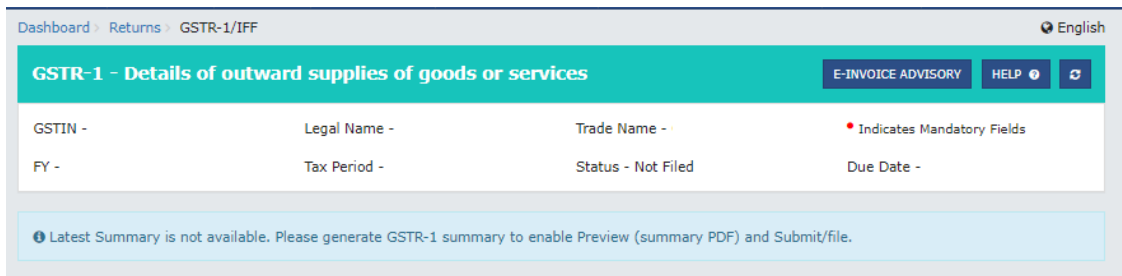 Dashboard > Returns > GSTR-1/IFF English
GSTR-1 - Details of outward supplies of goods or services E-INVOICE ADVISORY HELP
GSTIN - Legal Name - Trade Name - Indicates Mandatory Fields
FY - Tax Period - Status - Not Filed Due Date -
Latest Summary is not available. Please generate GSTR-1 summary to enable Preview (summary PDF) and Submit/file.